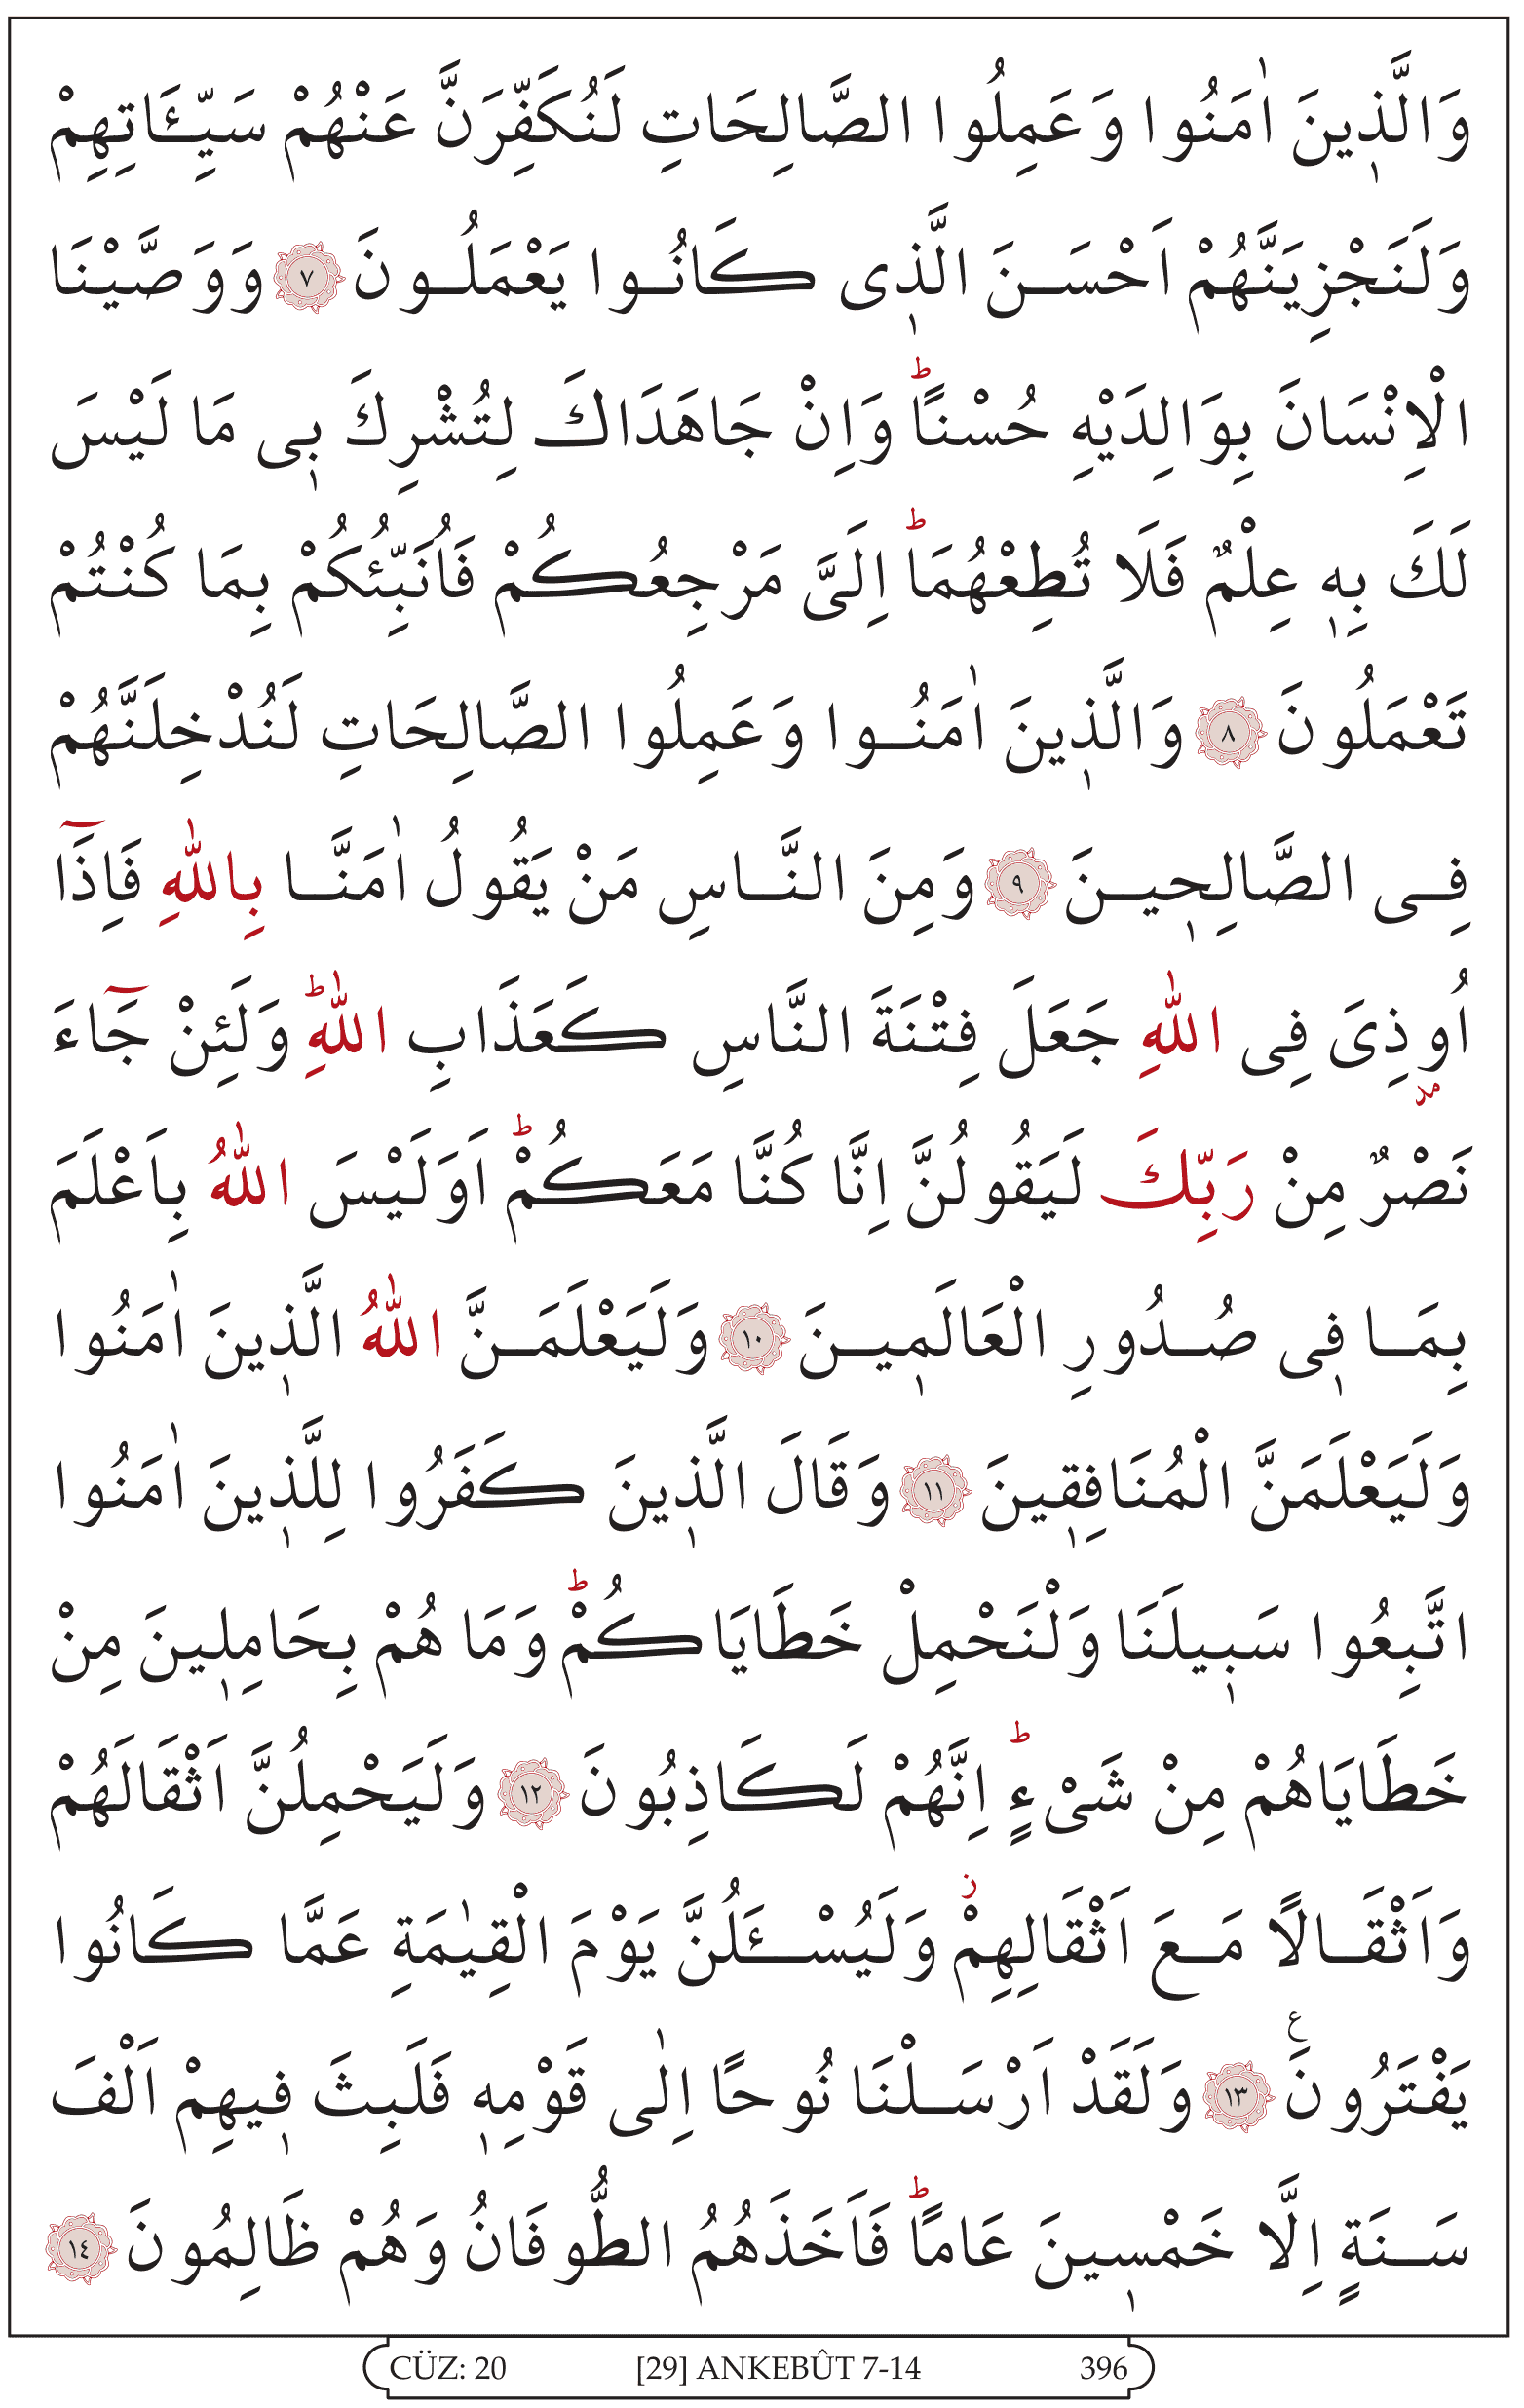 وَالَّذ۪ينَ اٰمَنُوا وَعَمِلُوا الصَّالِحَاتِ لَنُكَفِّرَنَّ عَنْهُمْ سَيِّـَٔاتِهِمْ
وَلَنَجْزِيَنَّهُمْ اَحْسَنَ الَّذ۪ى كَانُوا يَعْمَلُونَ ﴿٧﴾ وَوَصَّيْنَا
الْاِنْسَانَ بِوَالِدَيْهِ حُسْنًاۜ وَاِنْ جَاهَدَاكَ لِتُشْرِكَ ب۪ى مَا لَيْسَ
لَكَ بِه۪ عِلْمٌ فَلَا تُطِعْهُمَاۜ اِلَىَّ مَرْجِعُكُمْ فَاُنَبِّئُكُمْ بِمَا كُنْتُمْ
تَعْمَلُونَ ﴿٨﴾ وَالَّذ۪ينَ اٰمَنُوا وَعَمِلُوا الصَّالِحَاتِ لَنُدْخِلَنَّهُمْ
فِى الصَّالِح۪ينَ ﴿٩﴾ وَمِنَ النَّاسِ مَنْ يَقُولُ اٰمَنَّا بِاللّٰهِ فَاِذَٓا
اُو۫ذِىَ فِى اللّٰهِ جَعَلَ فِتْنَةَ النَّاسِ كَعَذَابِ اللّٰهِۜ وَلَئِنْ جَٓاءَ
نَصْرٌ مِنْ رَبِّكَ لَيَقُولُنَّ اِنَّا كُنَّا مَعَكُمْۜ اَوَلَيْسَ اللّٰهُ بِاَعْلَمَ
بِمَا ف۪ى صُدُورِ الْعَالَم۪ينَ ﴿١٠﴾ وَلَيَعْلَمَنَّ اللّٰهُ الَّذ۪ينَ اٰمَنُوا
وَلَيَعْلَمَنَّ الْمُنَافِق۪ينَ ﴿١١﴾ وَقَالَ الَّذ۪ينَ كَفَرُوا لِلَّذ۪ينَ اٰمَنُوا
اتَّبِعُوا سَب۪يلَنَا وَلْنَحْمِلْ خَطَايَاكُمْۜ وَمَا هُمْ بِحَامِل۪ينَ مِنْ
خَطَايَاهُمْ مِنْ شَىْءٍۜ اِنَّهُمْ لَكَاذِبُونَ ﴿١٢﴾ وَلَيَحْمِلُنَّ اَثْقَالَهُمْ
وَاَثْقَالًا مَعَ اَثْقَالِهِمْۘ وَلَيُسْـَٔلُنَّ يَوْمَ الْقِيٰمَةِ عَمَّا كَانُوا
يَفْتَرُونَ۟ ﴿١٣﴾ وَلَقَدْ اَرْسَلْنَا نُوحًا اِلٰى قَوْمِه۪ فَلَبِثَ ف۪يهِمْ اَلْفَ
سَنَةٍ اِلَّا خَمْس۪ينَ عَامًاۜ فَاَخَذَهُمُ الطُّوفَانُ وَهُمْ ظَالِمُونَ ﴿١٤﴾
CÜZ: 20 [29] ANKEBÛT 7-14 396